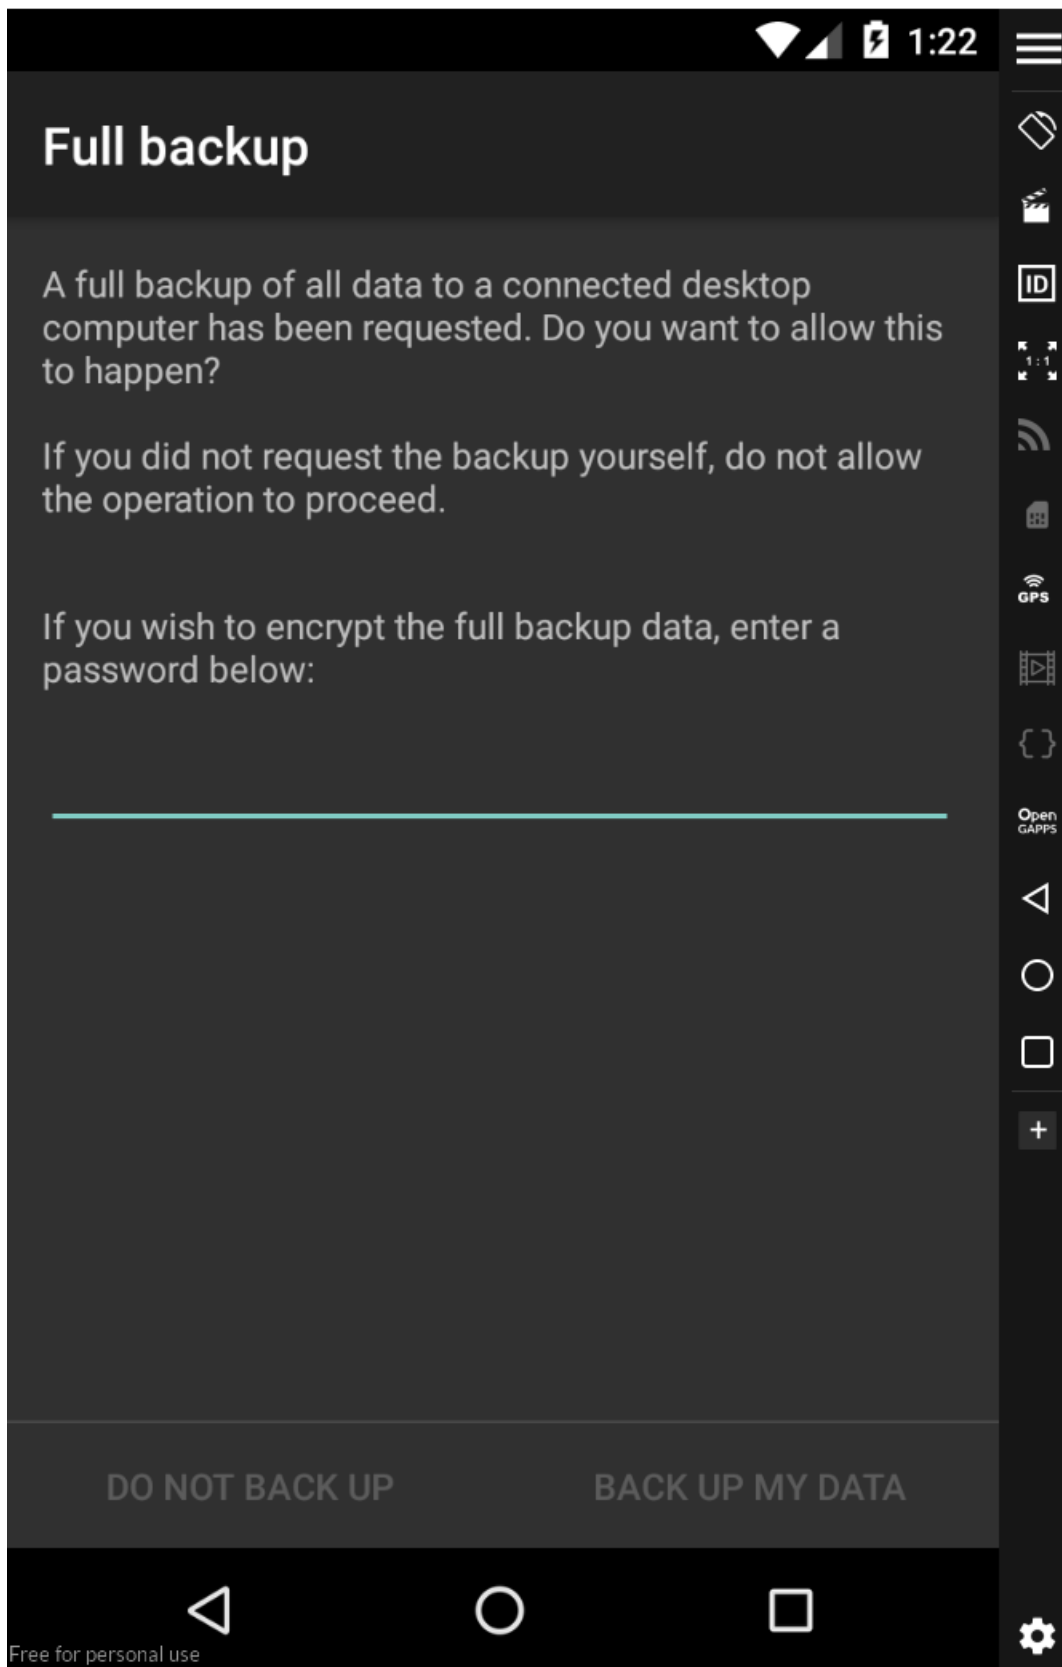 1:22
Full backup
A full backup of all data to a connected desktop
computer has been requested. Do you want to allow this
to happen?
If you did not request the backup yourself, do not allow
the operation to proceed.
If you wish to encrypt the full backup data, enter a
password below:
DO NOT BACK UP
BACK UP MY DATA
Free for personal use
ID
1:1
GPS
Open
GAPPS